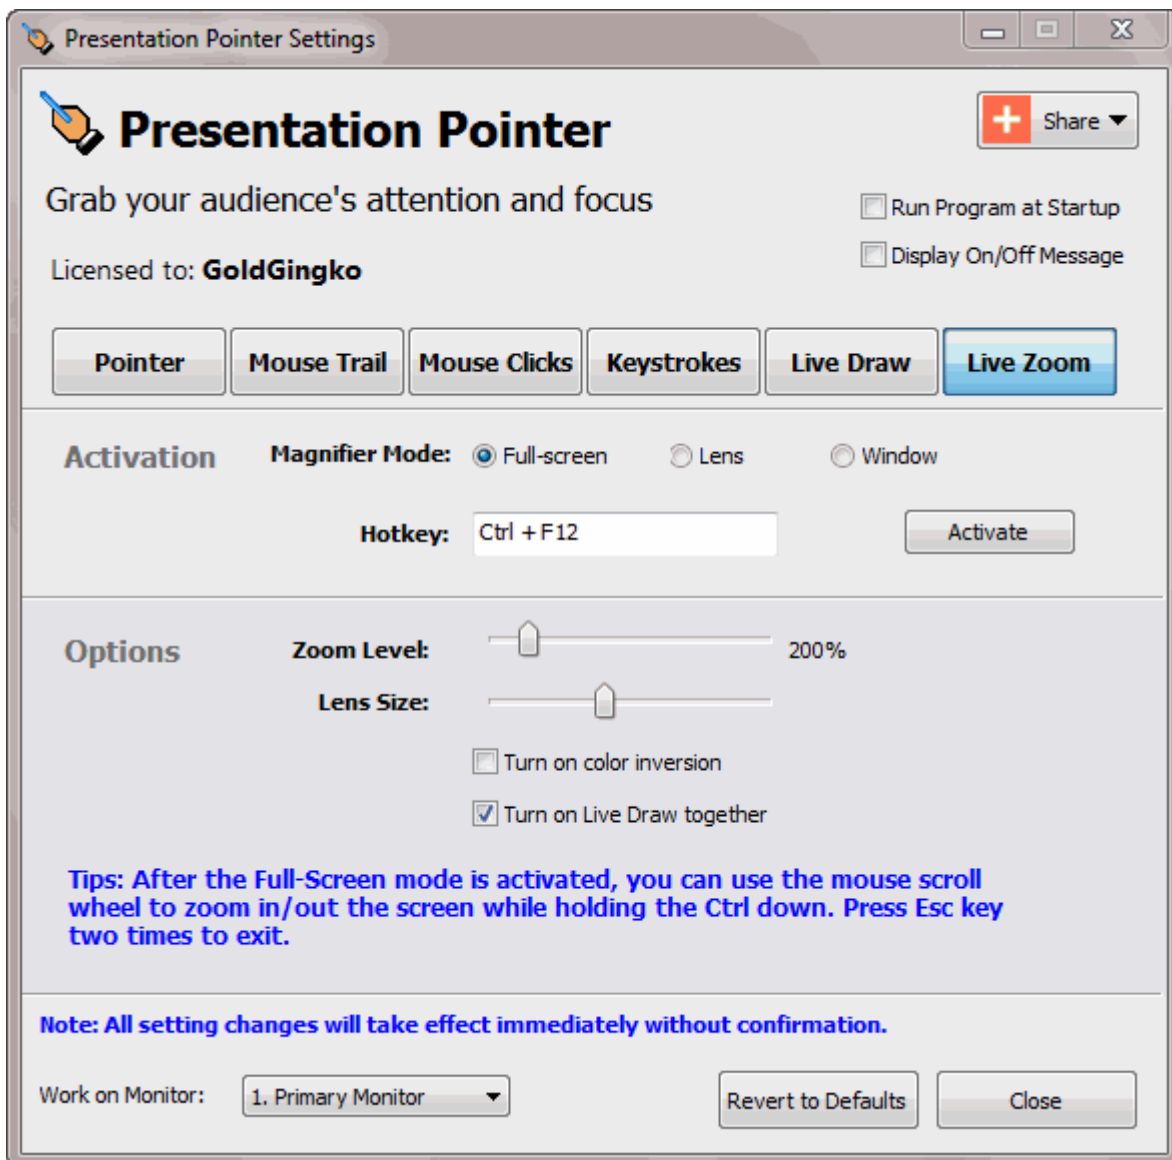 Presentation Pointer Settings
Presentation Pointer
Share
Grab your audience's attention and focus
Run Program at Startup
Display On/Off Message
Licensed to: GoldGingko
Pointer Mouse Trail Mouse Clicks Keystrokes Live Draw Live Zoom
Activation Magnifier Mode: Full-screen Lens Window
Hotkey: Ctrl + F12 Activate
Options Zoom Level: 200%
Lens Size:
Turn on color inversion
Turn on Live Draw together
Tips: After the Full-Screen mode is activated, you can use the mouse scroll
wheel to zoom in/out the screen while holding the Ctrl down. Press Esc key
two times to exit.
Note: All setting changes will take effect immediately without confirmation.
Work on Monitor: 1. Primary Monitor Revert to Defaults Close